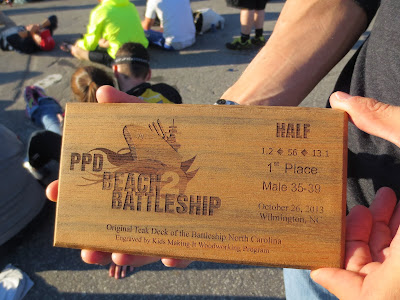 PPD
BEACH 2
BATTLESHIP
HALF
1.2 ◆ 56 ◆ 13.1
1st Place
Male 35-39
October 26, 2013
Wilmington, NC
Original Teak Deck of the Battleship North Carolina
Engraved by Kids Making It Woodworking Program